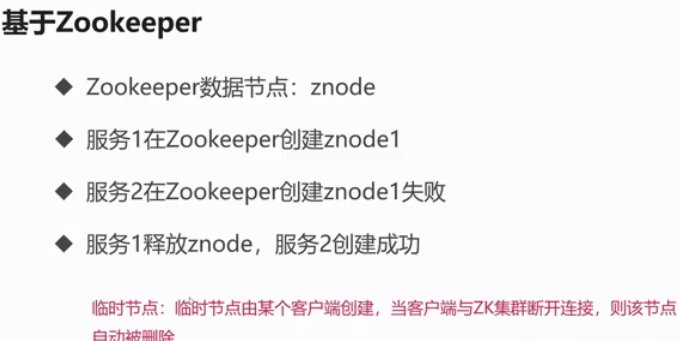 基于Zookeeper
◆ Zookeeper数据节点：znode
◆ 服务1在Zookeeper创建znode1
◆ 服务2在Zookeeper创建znode1失败
◆ 服务1释放znode，服务2创建成功
临时节点：临时节点由某个客户端创建，当客户端与ZK集群断开连接，则该节点
自动被删除